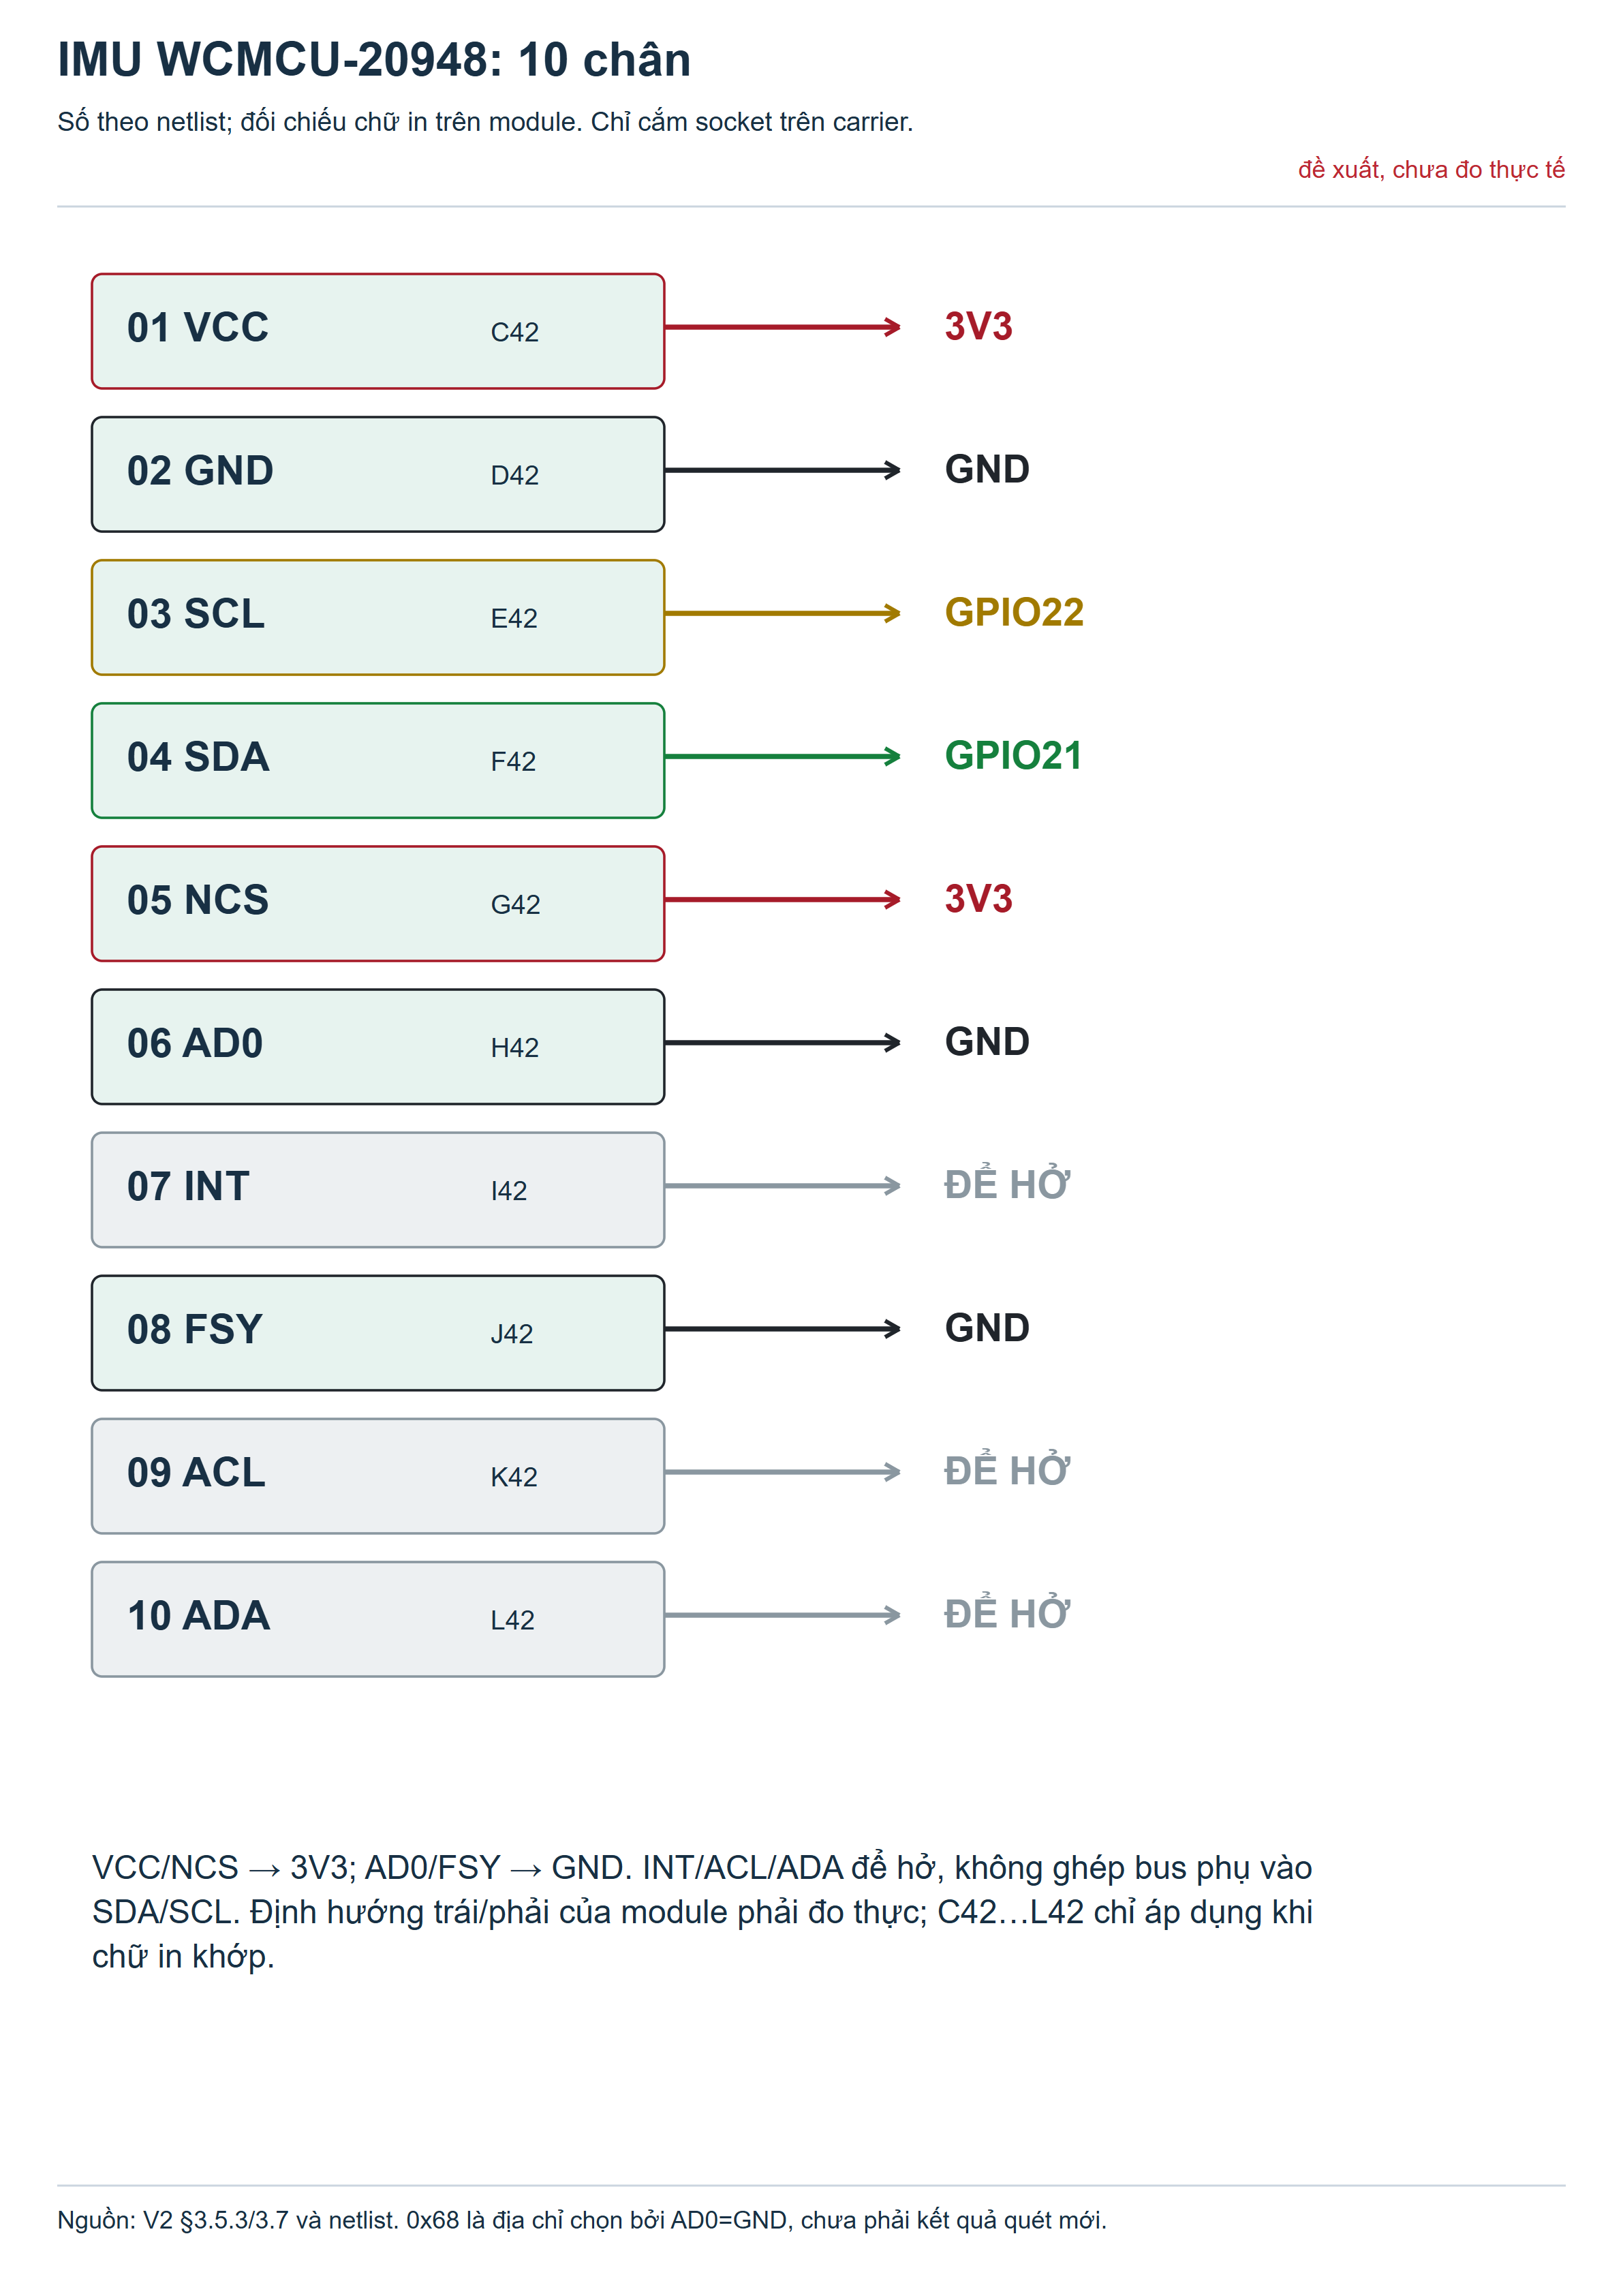 IMU WCMCU-20948: 10 chân
Số theo netlist; đối chiếu chữ in trên module. Chỉ cắm socket trên carrier.
đề xuất, chưa đo thực tế
01 VCC C42 3V3
02 GND D42 GND
03 SCL E42 GPIO22
04 SDA F42 GPIO21
05 NCS G42 3V3
06 AD0 H42 GND
07 INT I42 ĐỂ HỞ
08 FSY J42 GND
09 ACL K42 ĐỂ HỞ
10 ADA L42 ĐỂ HỞ
VCC/NCS → 3V3; AD0/FSY → GND. INT/ACL/ADA để hở, không ghép bus phụ vào
SDA/SCL. Định hướng trái/phải của module phải đo thực; C42…L42 chỉ áp dụng khi
chữ in khớp.
Nguồn: V2 §3.5.3/3.7 và netlist. 0x68 là địa chỉ chọn bởi AD0=GND, chưa phải kết quả quét mới.